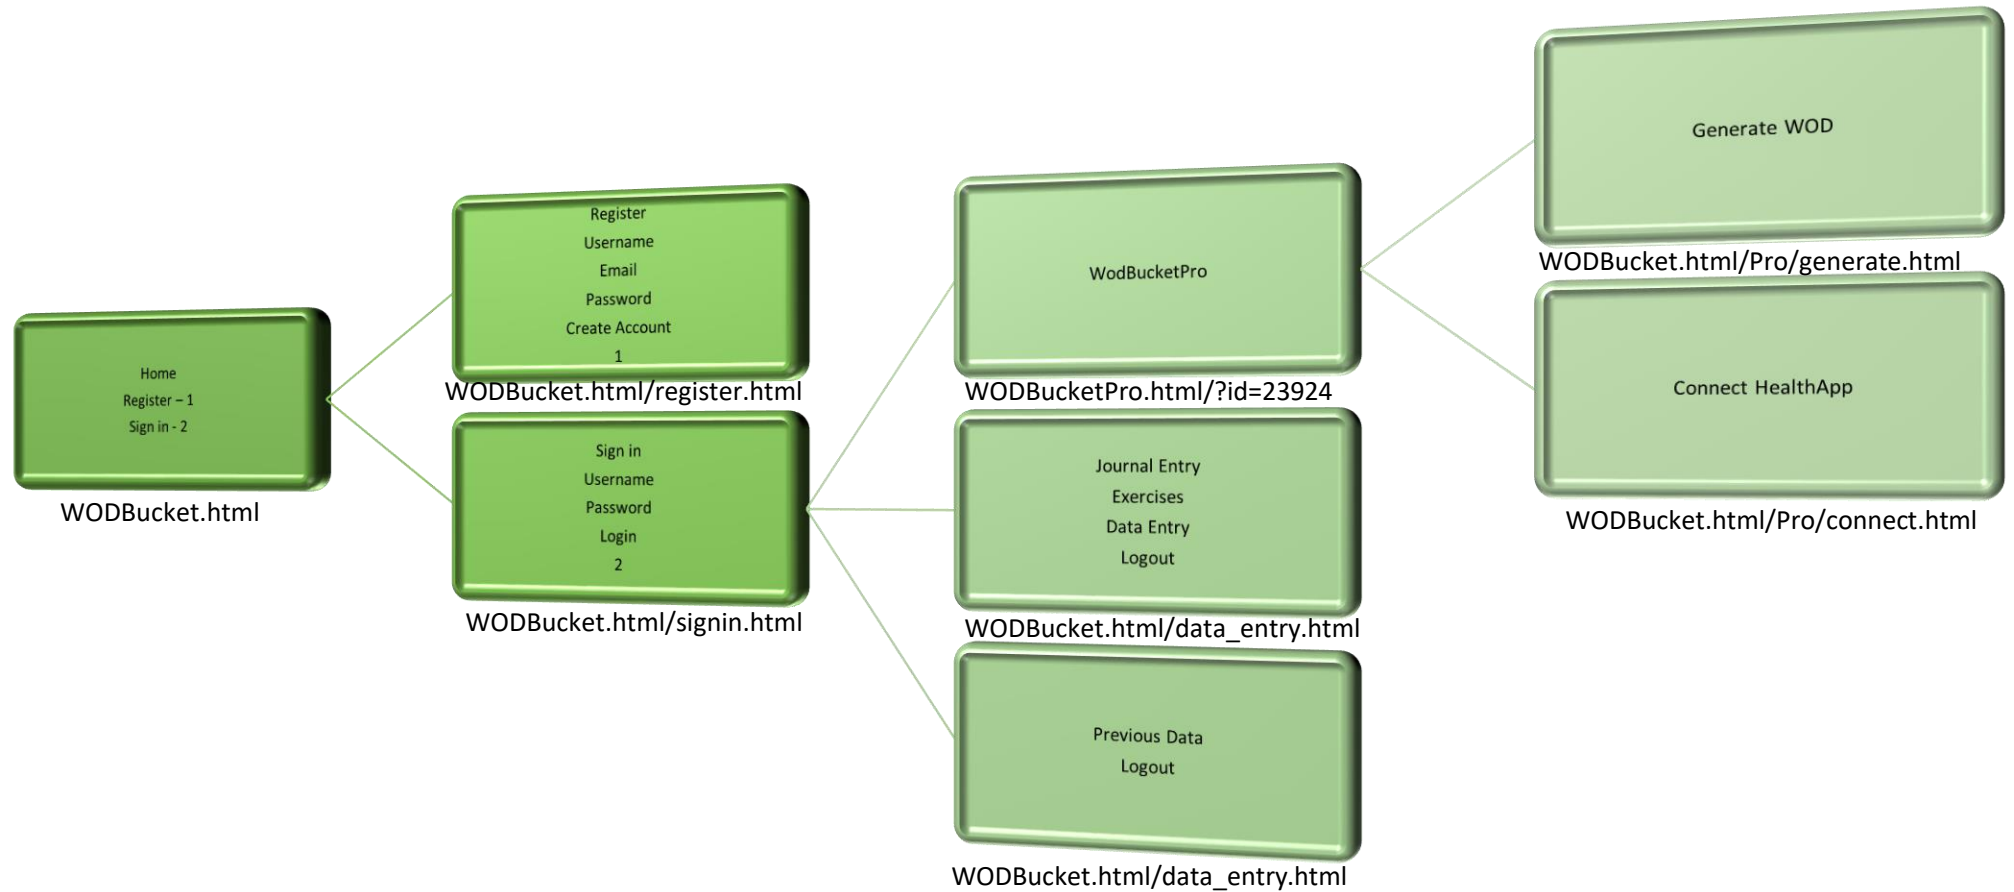 Home
Register – 1
Sign in - 2
WODBucket.html
Register
Username
Email
Password
Create Account
1
WODBucket.html/register.html
Sign in
Username
Password
Login
2
WODBucket.html/signin.html
WodBucketPro
WODBucketPro.html/?id=23924
Journal Entry
Exercises
Data Entry
Logout
WODBucket.html/data_entry.html
Previous Data
Logout
WODBucket.html/data_entry.html
Generate WOD
WODBucket.html/Pro/generate.html
Connect HealthApp
WODBucket.html/Pro/connect.html